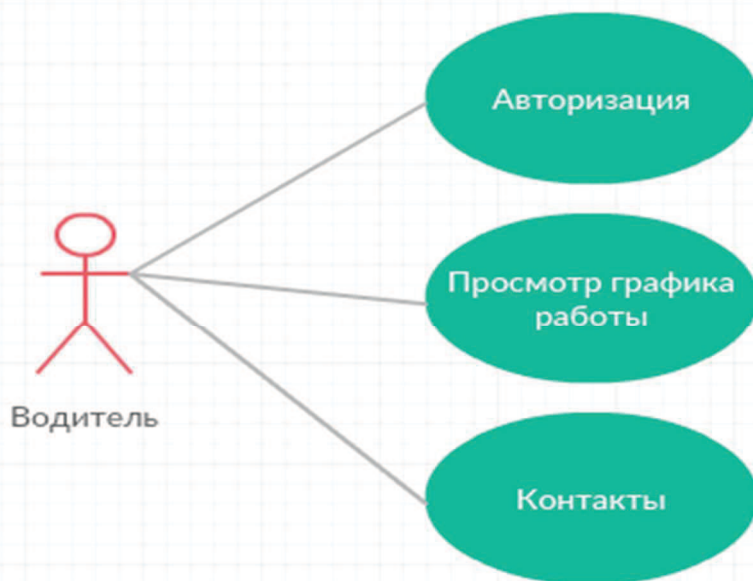 Авторизация
Просмотр графика
работы
Водитель
Контакты